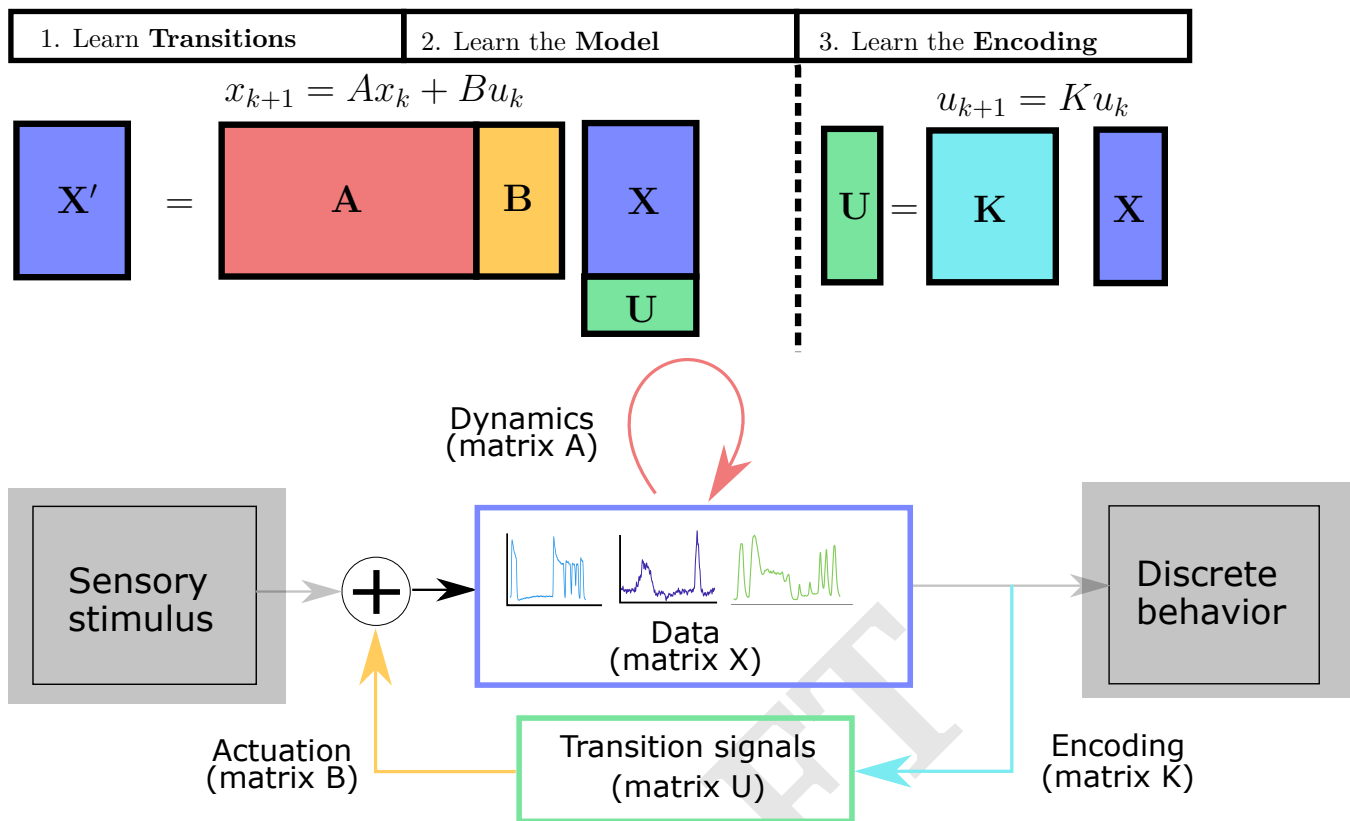 1. Learn Transitions
2. Learn the Model
3. Learn the Encoding
x_{k+1} = Ax_k + Bu_k
u_{k+1} = Ku_k
X′ = A B X
U
U = K X
Dynamics
(matrix A)
Sensory
stimulus
+
Data
(matrix X)
Discrete
behavior
Actuation
(matrix B)
Transition signals
(matrix U)
Encoding
(matrix K)
FT